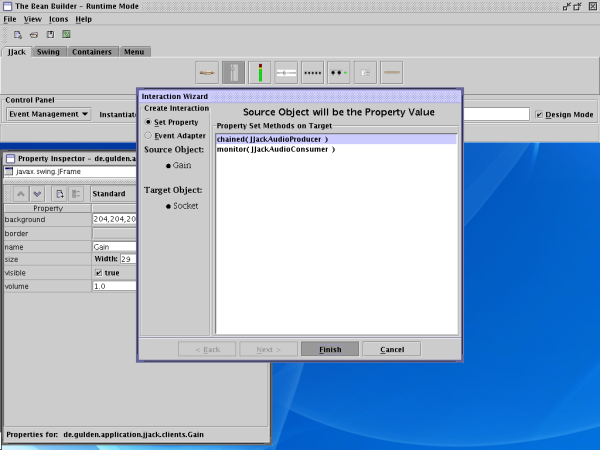 The Bean Builder - Runtime Mode
File View Icons Help
JJack Swing Containers Menu
Control Panel
Event Management Instantiate Design Mode
Interaction Wizard
Create Interaction
Set Property
Event Adapter
Source Object:
Gain
Target Object:
Socket
Source Object will be the Property Value
Property Set Methods on Target
chained( JJackAudioProducer )
monitor( JJackAudioConsumer )
< Back Next > Finish Cancel
Property Inspector - de.gulden.a
javax.swing.JFrame
Standard
Property
background 204,204,20
border
name Gain
size Width: 29
visible true
volume 1.0
Properties for: de.gulden.application.jjack.clients.Gain